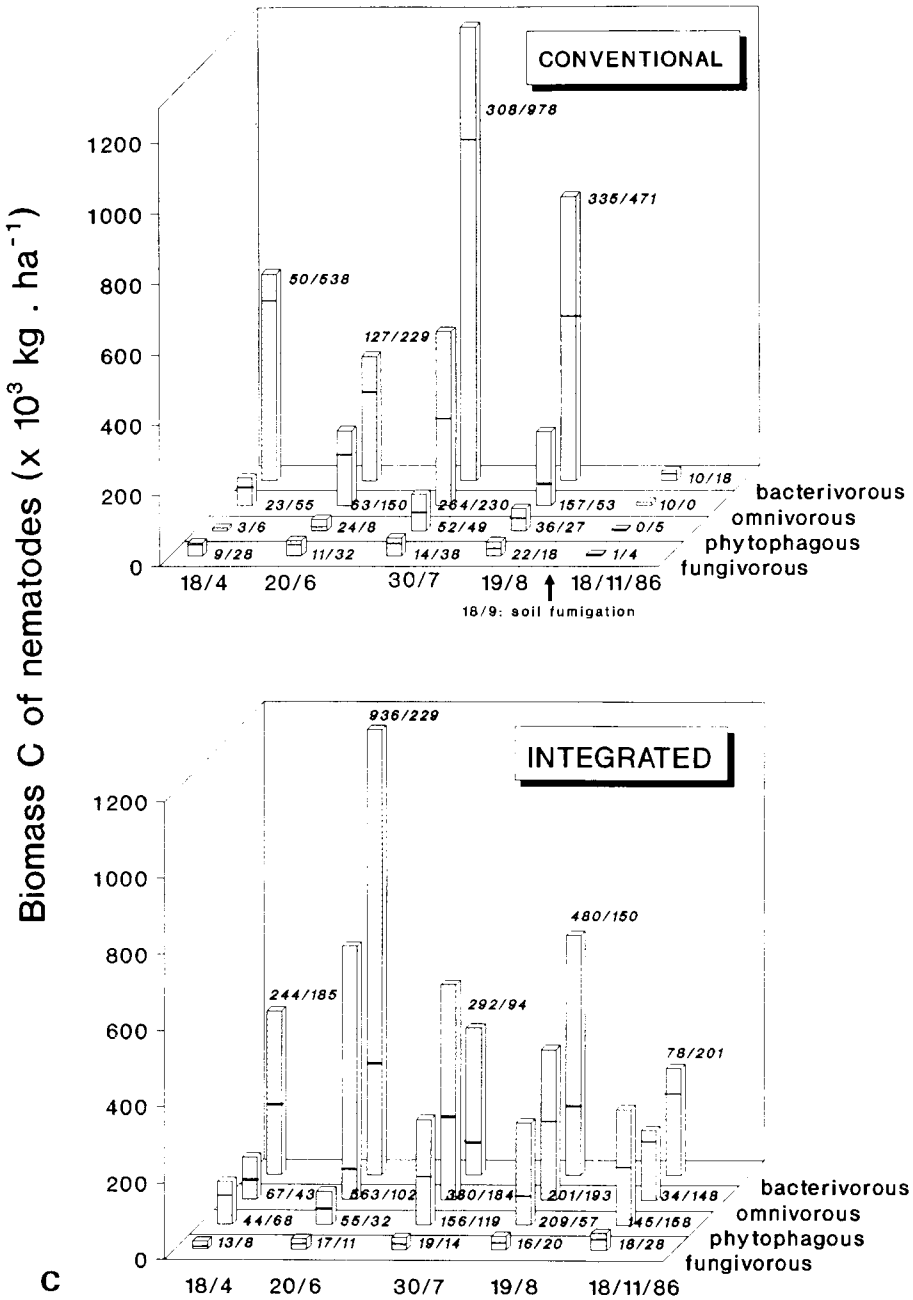 CONVENTIONAL
308/978
335/471
50/538
127/229
1200
1000
800
600
400
200
0
23/55 63/150 264/230 157/53 10/18
3/6 24/8 52/49 36/27 10/0
9/28 11/32 14/38 22/18 0/5
1/4
bacterivorous
omnivorous
phytophagous
fungivorous
18/4 20/6 30/7 19/8 18/11/86
18/9: soil fumigation
Biomass C of nematodes (x 10³ kg . ha⁻¹)
INTEGRATED
936/229
480/150
244/185
292/94
78/201
1200
1000
800
600
400
200
0
67/43 563/102 380/184 201/193 34/148
44/68 55/32 156/119 209/57 145/158
13/8 17/11 19/14 16/20 18/28
bacterivorous
omnivorous
phytophagous
fungivorous
18/4 20/6 30/7 19/8 18/11/86
C